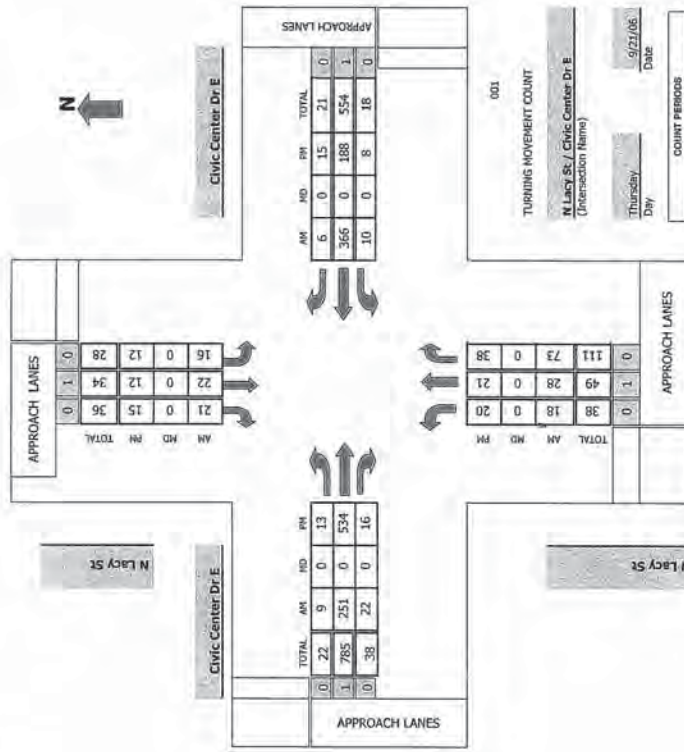 N
Civic Center Dr E
APPROACH LANES
APPROACH LANES
0 1 0
TOTAL 36 34 28
PM 15 12 12
MD 0 0 0
AM 21 22 16
N Lacy St
Civic Center Dr E
AM MD PM TOTAL
6 0 15 21 0
366 0 188 554 1
10 0 8 18 0
TOTAL AM MD PM
0 22 9 0 13
1 785 251 0 534
0 38 22 0 16
APPROACH LANES
PM 20 21 38
MD 0 0 0
AM 18 28 73
TOTAL 38 49 111
0 1 0
APPROACH LANES
Lacy St
001
TURNING MOVEMENT COUNT
N Lacy St / Civic Center Dr E
(Intersection Name)
Thursday 9/21/06
Day Date
COUNT PERIODS